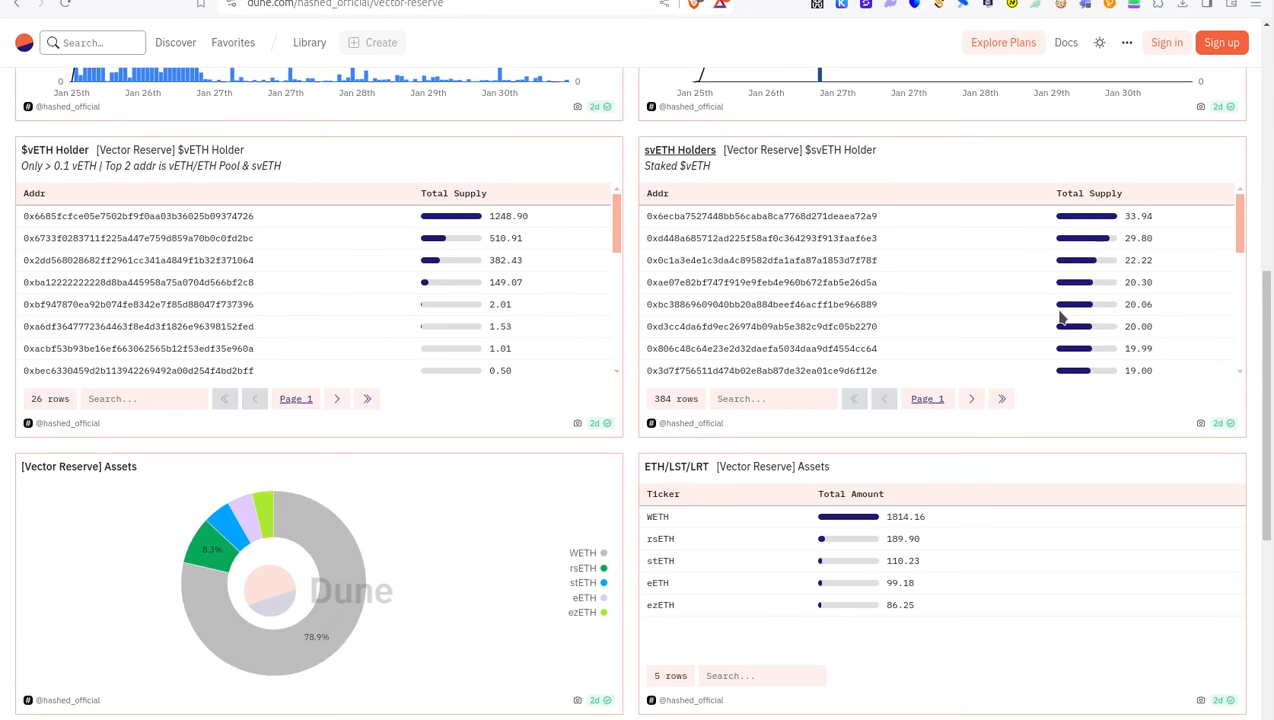 dune.com/hashed_official/vector-reserve
Search...
Discover
Favorites
Library
Create
Explore Plans
Docs
Sign in
Sign up
0
Jan 25th
Jan 26th
Jan 27th
Jan 27th
Jan 28th
Jan 29th
Jan 30th
@hashed_official
2d
0
Jan 25th
Jan 26th
Jan 27th
Jan 28th
Jan 29th
Jan 30th
@hashed_official
2d
$vETH Holder [Vector Reserve] $vETH Holder
Only > 0.1 vETH | Top 2 addr is vETH/ETH Pool & svETH
Addr Total Supply
0x6685fcfce05e7502bf9f0aa03b36025b09374726 1248.90
0x6733f0283711f225a447e759d859a70b0c0fd2bc 510.91
0x2dd568028682ff2961cc341a4849f1b32f371064 382.43
0xba12222222228d8ba445958a75a0704d566bf2c8 149.07
0xbf947870ea92b074fe8342e7f85d88047f737396 2.01
0xa6df3647772364463f8e4d3f1826e96398152fed 1.53
0xacbf53b93be16ef663062565b12f53edf35e960a 1.01
0xbec6330459d2b113942269492a00d254f4bd2bff 0.50
26 rows Search... Page 1
@hashed_official
2d
svETH Holders [Vector Reserve] $svETH Holder
Staked $vETH
Addr Total Supply
0x6ecba7527448bb56caba8ca7768d271deaea72a9 33.94
0xd448a685712ad225f58af0c364293f913faaf6e3 29.80
0x0c1a3e4e1c3da4c89582dfa1afa87a1853d7f78f 22.22
0xae07e82bf747f919e9feb4e960b672fab5e26d5a 20.30
0xbc38869609040bb20a884beef46acff1be966889 20.06
0xd3cc4da6fd9ec26974b09ab5e382c9dfc05b2270 20.00
0x806c48c64e23e2d32daefa5034daa9df4554cc64 19.99
0x3d7f756511d474b02e8ab87de32ea01ce9d6f12e 19.00
384 rows Search... Page 1
@hashed_official
2d
[Vector Reserve] Assets
8.3%
78.9%
Dune
WETH
rsETH
stETH
eETH
ezETH
@hashed_official
2d
ETH/LST/LRT [Vector Reserve] Assets
Ticker Total Amount
WETH 1814.16
rsETH 189.90
stETH 110.23
eETH 99.18
ezETH 86.25
5 rows Search...
@hashed_official
2d